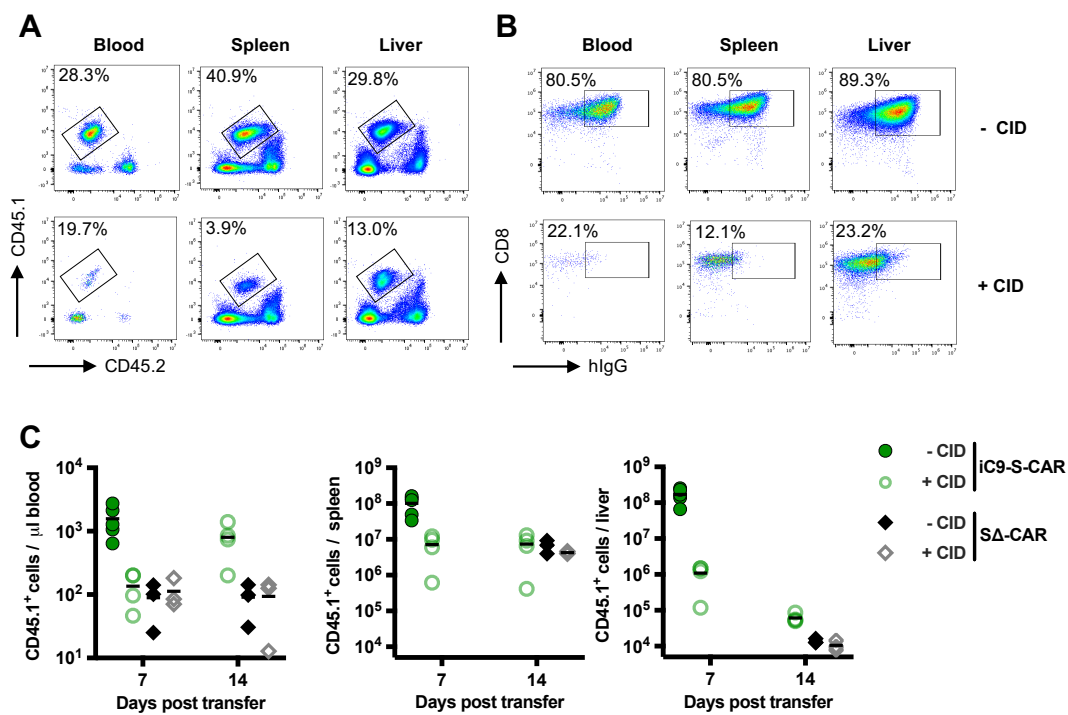 A
Blood Spleen Liver
28.3% 40.9% 29.8%
19.7% 3.9% 13.0%
CD45.1
CD45.2
B
Blood Spleen Liver
80.5% 80.5% 89.3%
- CID
22.1% 12.1% 23.2%
+ CID
CD8
hIgG
C
CD45.1+ cells / μl blood
10⁴
10³
10²
10¹
7 14
Days post transfer
CD45.1+ cells / spleen
10⁹
10⁸
10⁷
10⁶
10⁵
10⁴
7 14
Days post transfer
CD45.1+ cells / liver
10⁹
10⁸
10⁷
10⁶
10⁵
10⁴
7 14
Days post transfer
- CID
+ CID
iC9-S-CAR
- CID
+ CID
SΔ-CAR